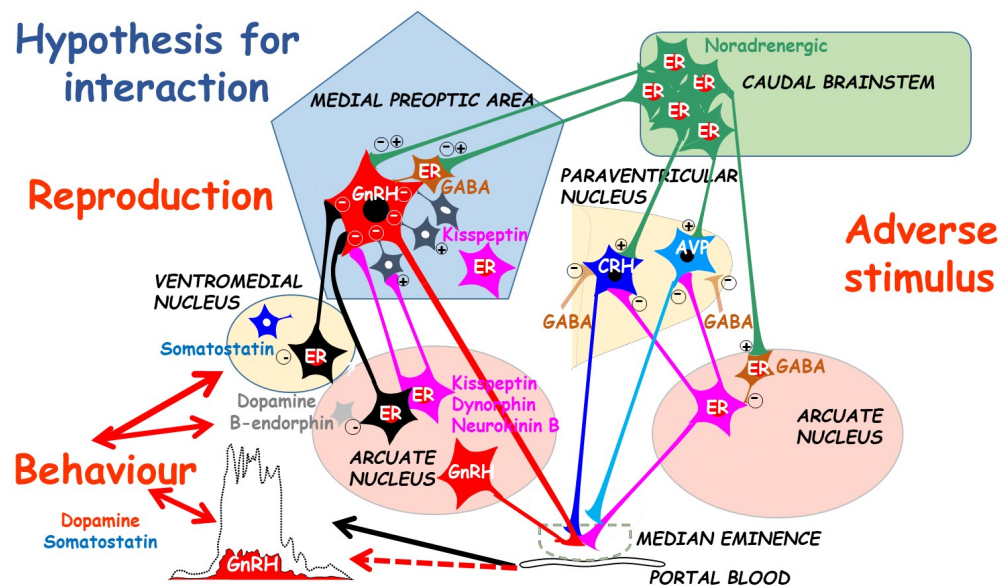 Hypothesis for
interaction
Noradrenergic
ER
ER
ER
ER
ER
CAUDAL BRAINSTEM
MEDIAL PREOPTIC AREA
- +
- +
ER
GABA
GnRH
-
-
-
-
-
-
+
Kisspeptin
ER
+
Reproduction
PARAVENTRICULAR
NUCLEUS
+
+
CRH
AVP
-
-
-
-
GABA
GABA
Adverse
stimulus
VENTROMEDIAL
NUCLEUS
Somatostatin
-
ER
Dopamine
B-endorphin
-
ER
ER
Kisspeptin
Dynorphin
Neurokinin B
ARCUATE
NUCLEUS
GnRH
+
ER
GABA
-
ER
ARCUATE
NUCLEUS
Behaviour
Dopamine
Somatostatin
GnRH
MEDIAN EMINENCE
PORTAL BLOOD